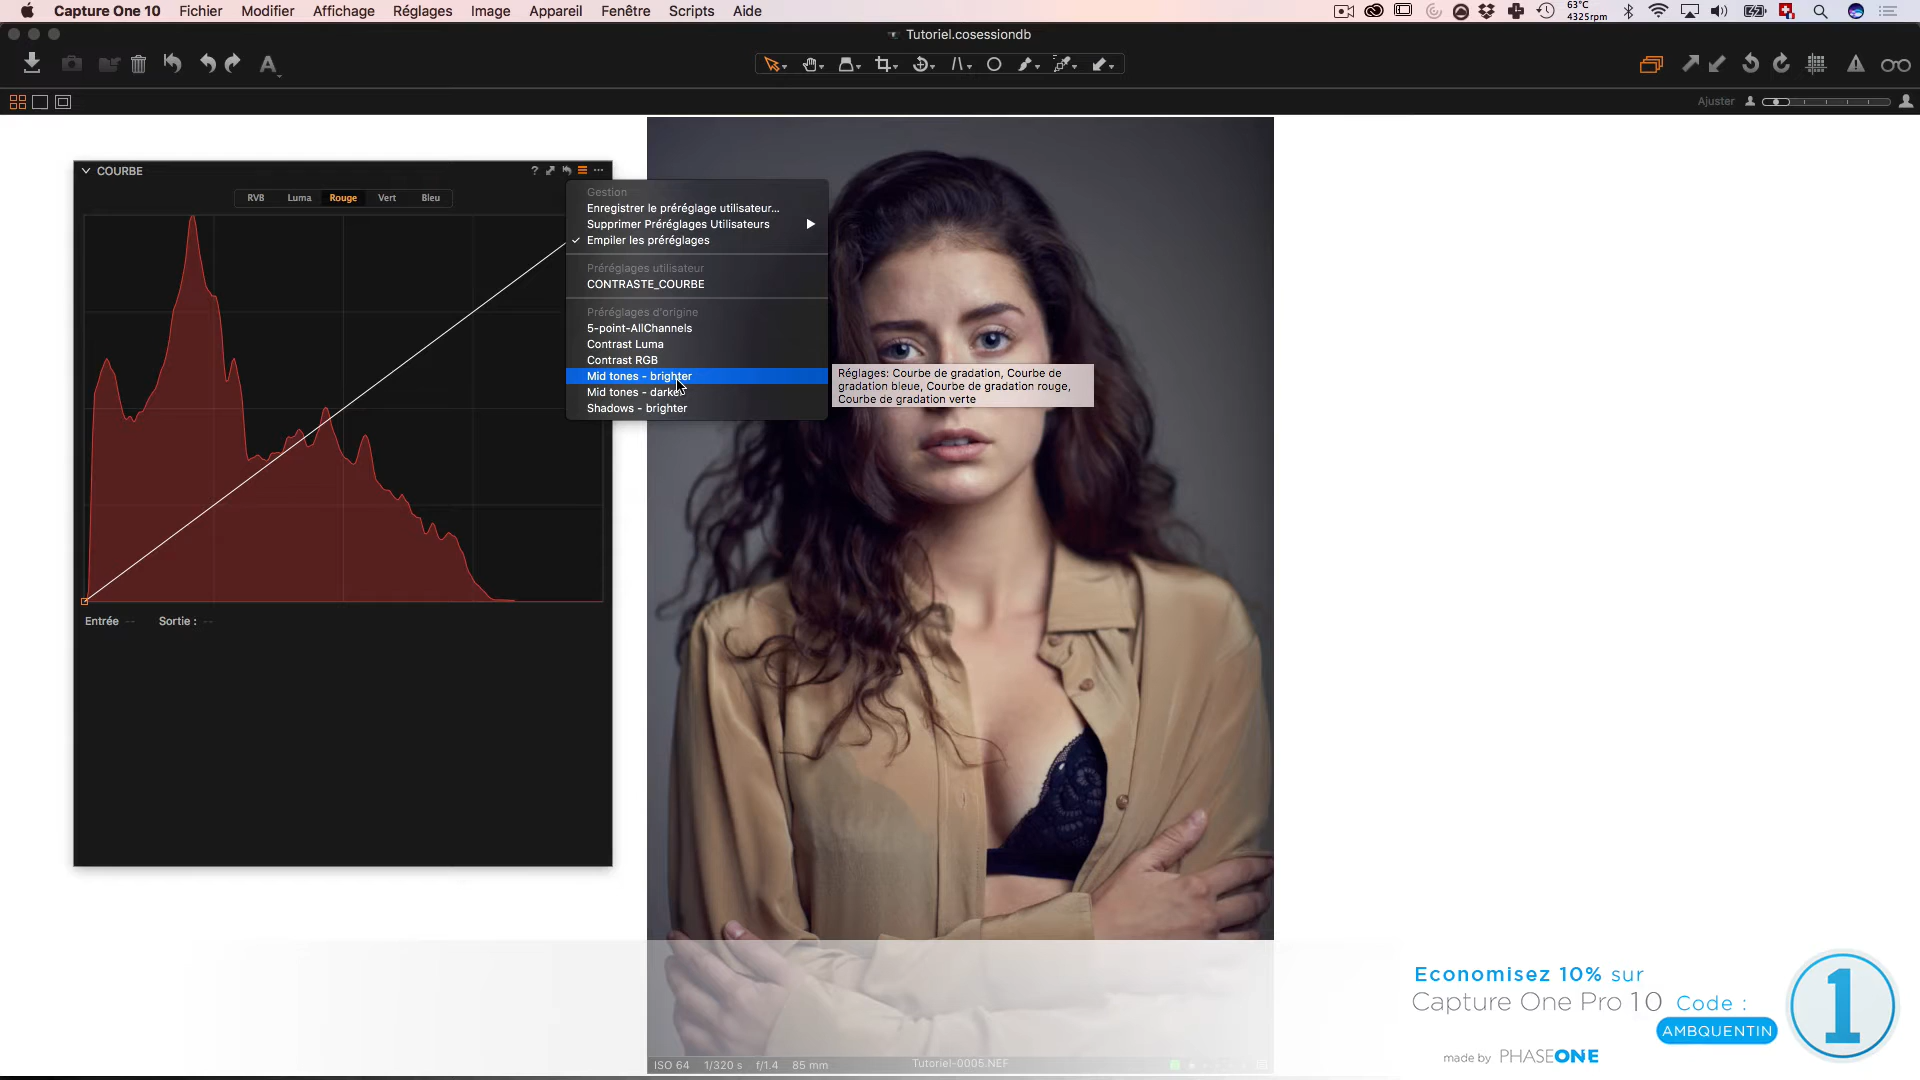 Capture One 10 Fichier Modifier Affichage Réglages Image Appareil Fenêtre Scripts Aide
63°C
4325rpm
Tutoriel.cosessiondb
Ajuster
COURBE
RVB Luma Rouge Vert Bleu
Gestion
Enregistrer le préréglage utilisateur...
Supprimer Préréglages Utilisateurs
Empiler les préréglages
Préréglages utilisateur
CONTRASTE_COURBE
Préréglages d'origine
5-point-AllChannels
Contrast Luma
Contrast RGB
Mid tones - brighter
Mid tones - darker
Shadows - brighter
Réglages: Courbe de gradation, Courbe de
gradation bleue, Courbe de gradation rouge,
Courbe de gradation verte
Entrée -- Sortie : --
Economisez 10% sur
Capture One Pro 10 Code :
AMBQUENTIN
made by PHASEONE
1
ISO 64 1/320 s f/1.4 85 mm Tutoriel-0005.NEF